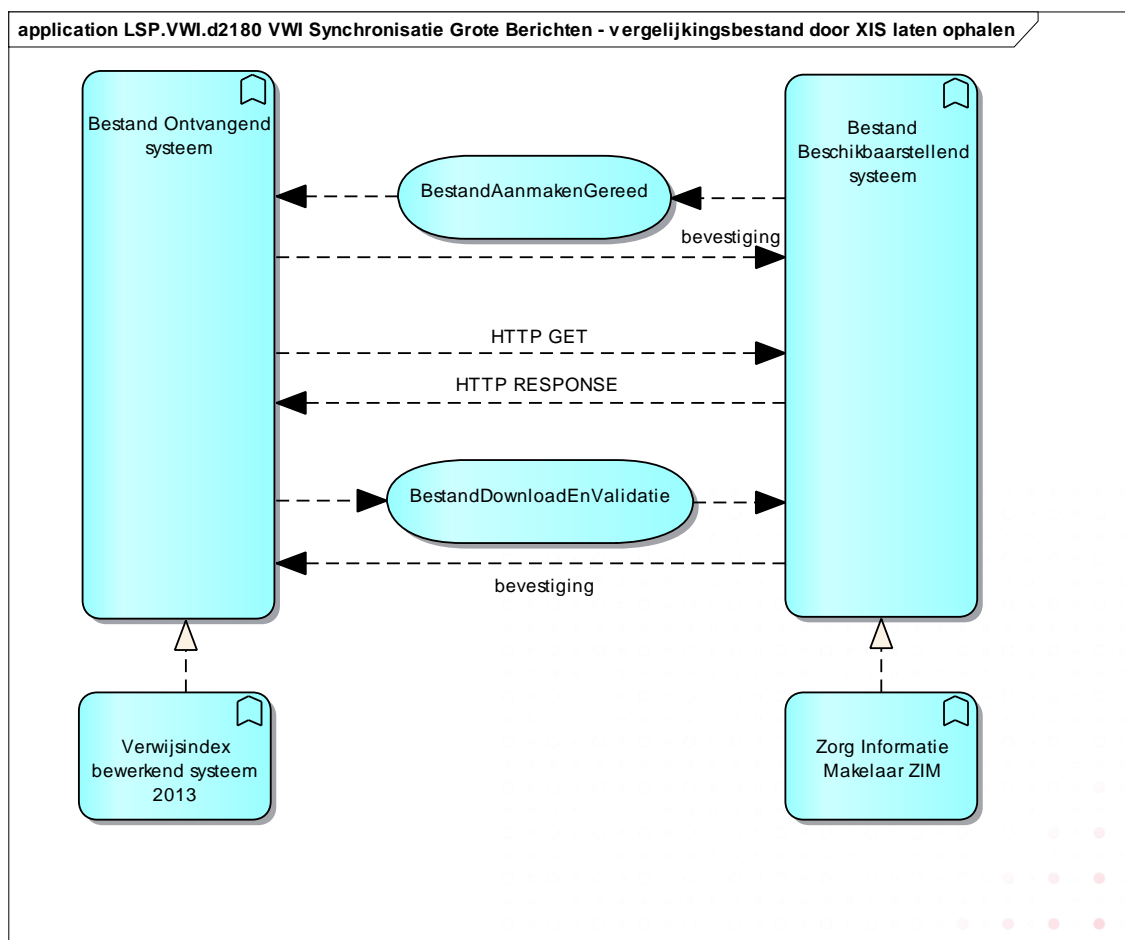 application LSP.VWI.d2180 VWI Synchronisatie Grote Berichten - vergelijkingsbestand door XIS laten ophalen
Bestand Ontvangend
systeem
Bestand
Beschikbaarstellend
systeem
BestandAanmakenGereed
bevestiging
HTTP GET
HTTP RESPONSE
BestandDownloadEnValidatie
bevestiging
Verwijsindex
bewerkend systeem
2013
Zorg Informatie
Makelaar ZIM